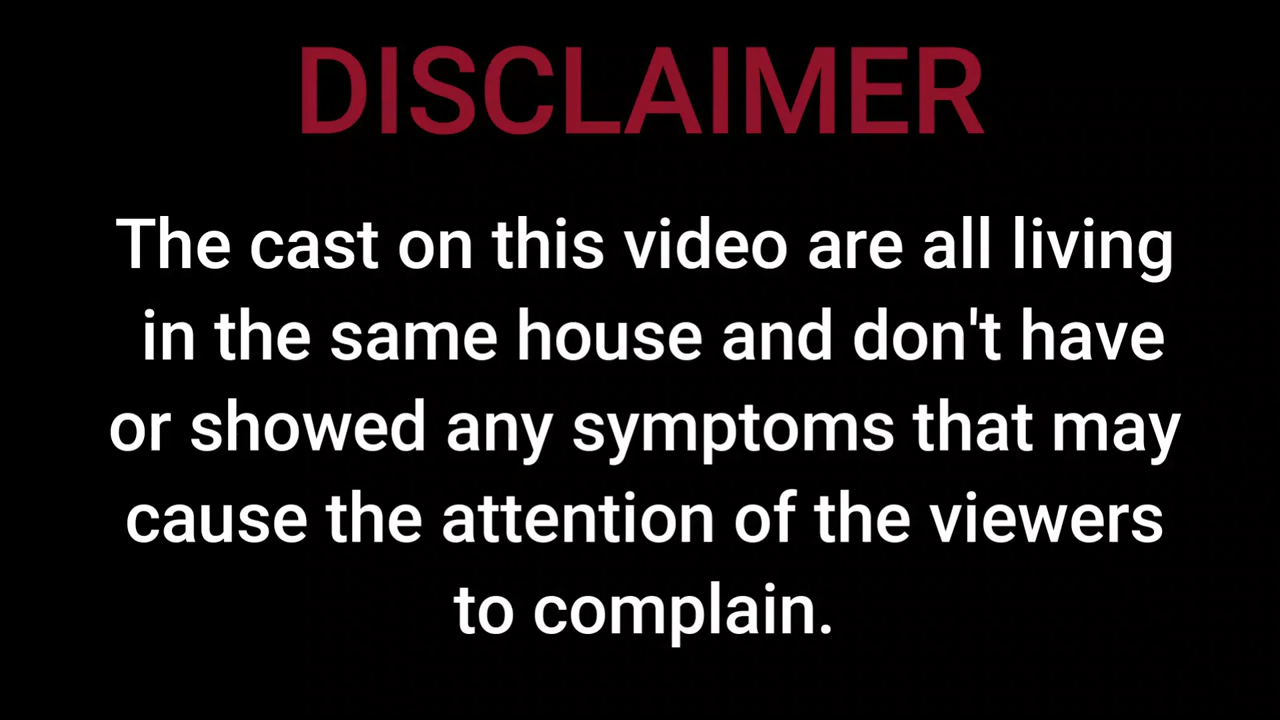 DISCLAIMER
The cast on this video are all living
in the same house and don't have
or showed any symptoms that may
cause the attention of the viewers
to complain.